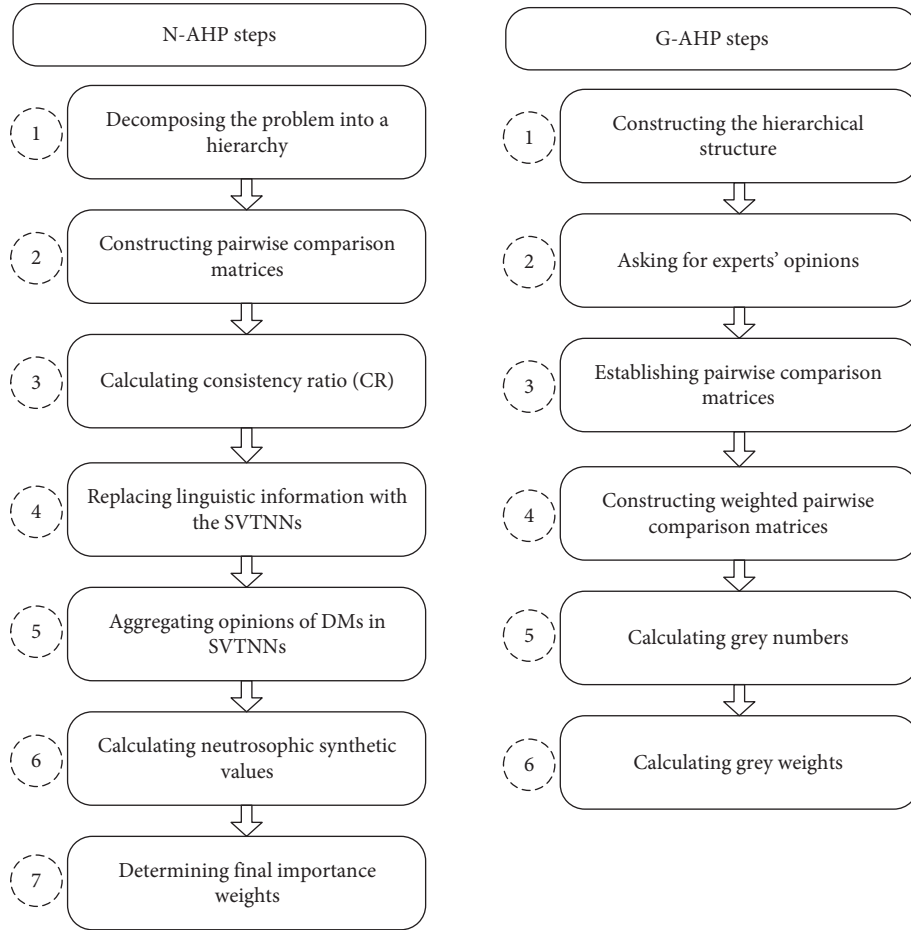 N-AHP steps
1
Decomposing the problem into a
hierarchy
2
Constructing pairwise comparison
matrices
3
Calculating consistency ratio (CR)
4
Replacing linguistic information with
the SVTNNs
5
Aggregating opinions of DMs in
SVTNNs
6
Calculating neutrosophic synthetic
values
7
Determining final importance
weights
G-AHP steps
1
Constructing the hierarchical
structure
2
Asking for experts’ opinions
3
Establishing pairwise comparison
matrices
4
Constructing weighted pairwise
comparison matrices
5
Calculating grey numbers
6
Calculating grey weights